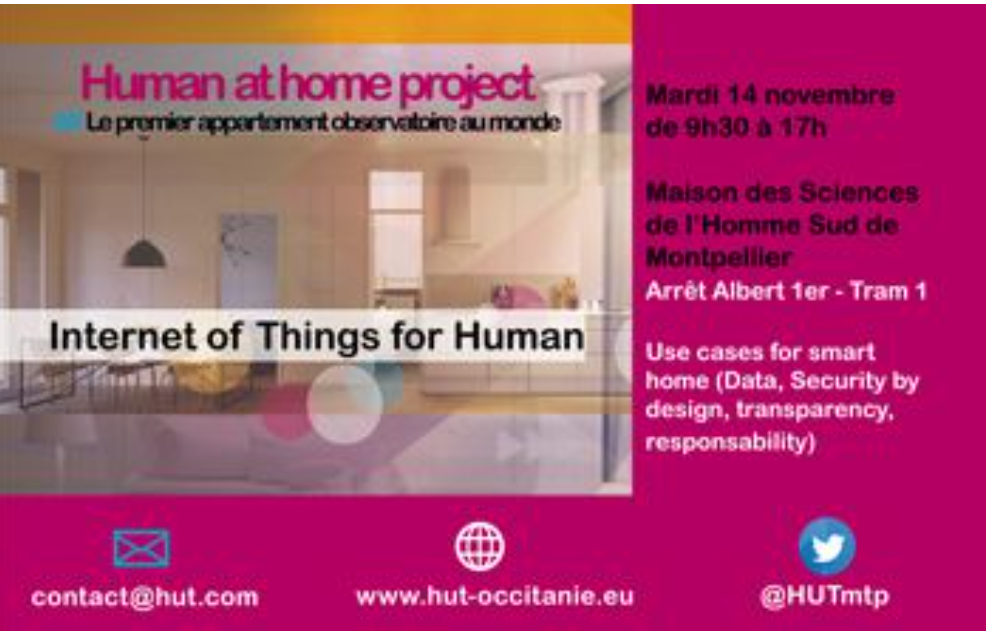 Human at home project
Le premier appartement observatoire au monde
Internet of Things for Human
Mardi 14 novembre
de 9h30 à 17h
Maison des Sciences
de l'Homme Sud de
Montpellier
Arrêt Albert 1er - Tram 1
Use cases for smart
home (Data, Security by
design, transparency,
responsability)
contact@hut.com
www.hut-occitanie.eu
@HUTmtp